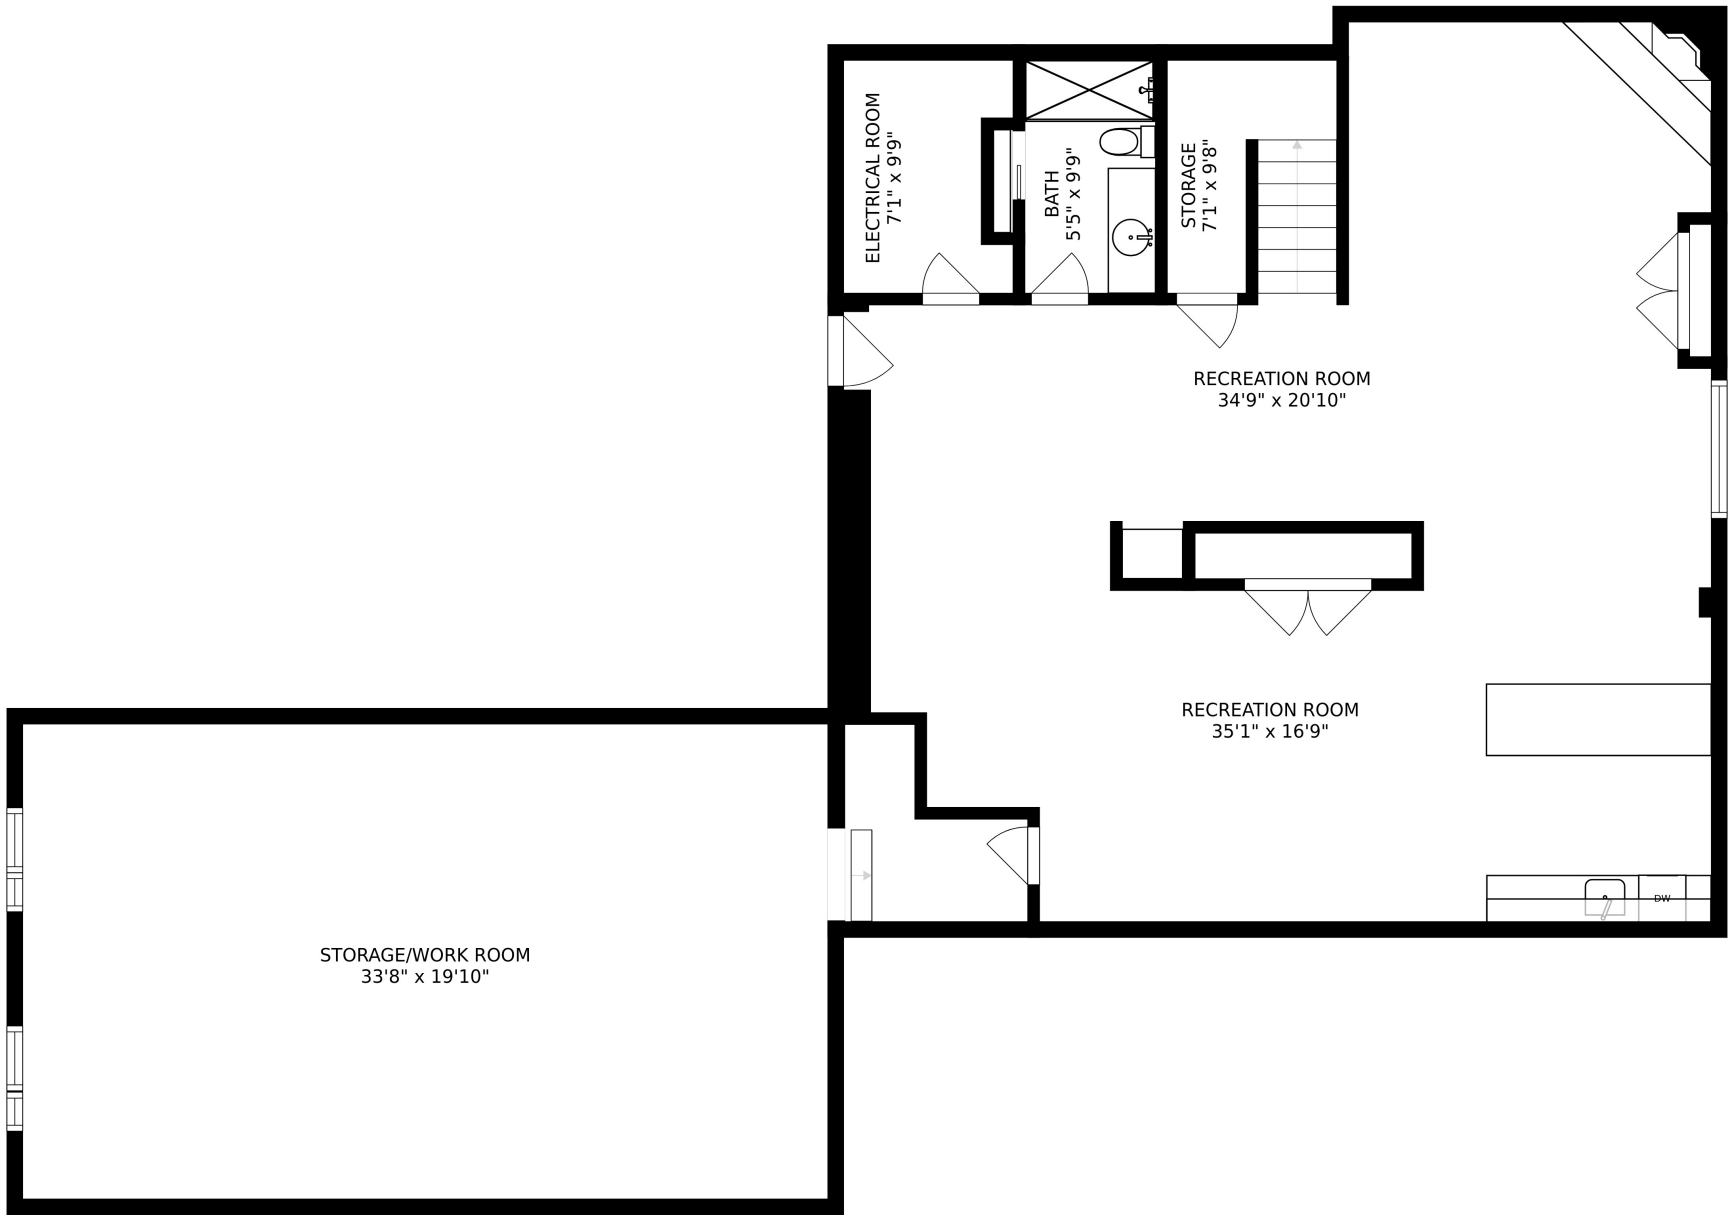 ELECTRICAL ROOM
7'1" x 9'9"
BATH
5'5" x 9'9"
STORAGE
7'1" x 9'8"
RECREATION ROOM
34'9" x 20'10"
RECREATION ROOM
35'1" x 16'9"
DW
STORAGE/WORK ROOM
33'8" x 19'10"